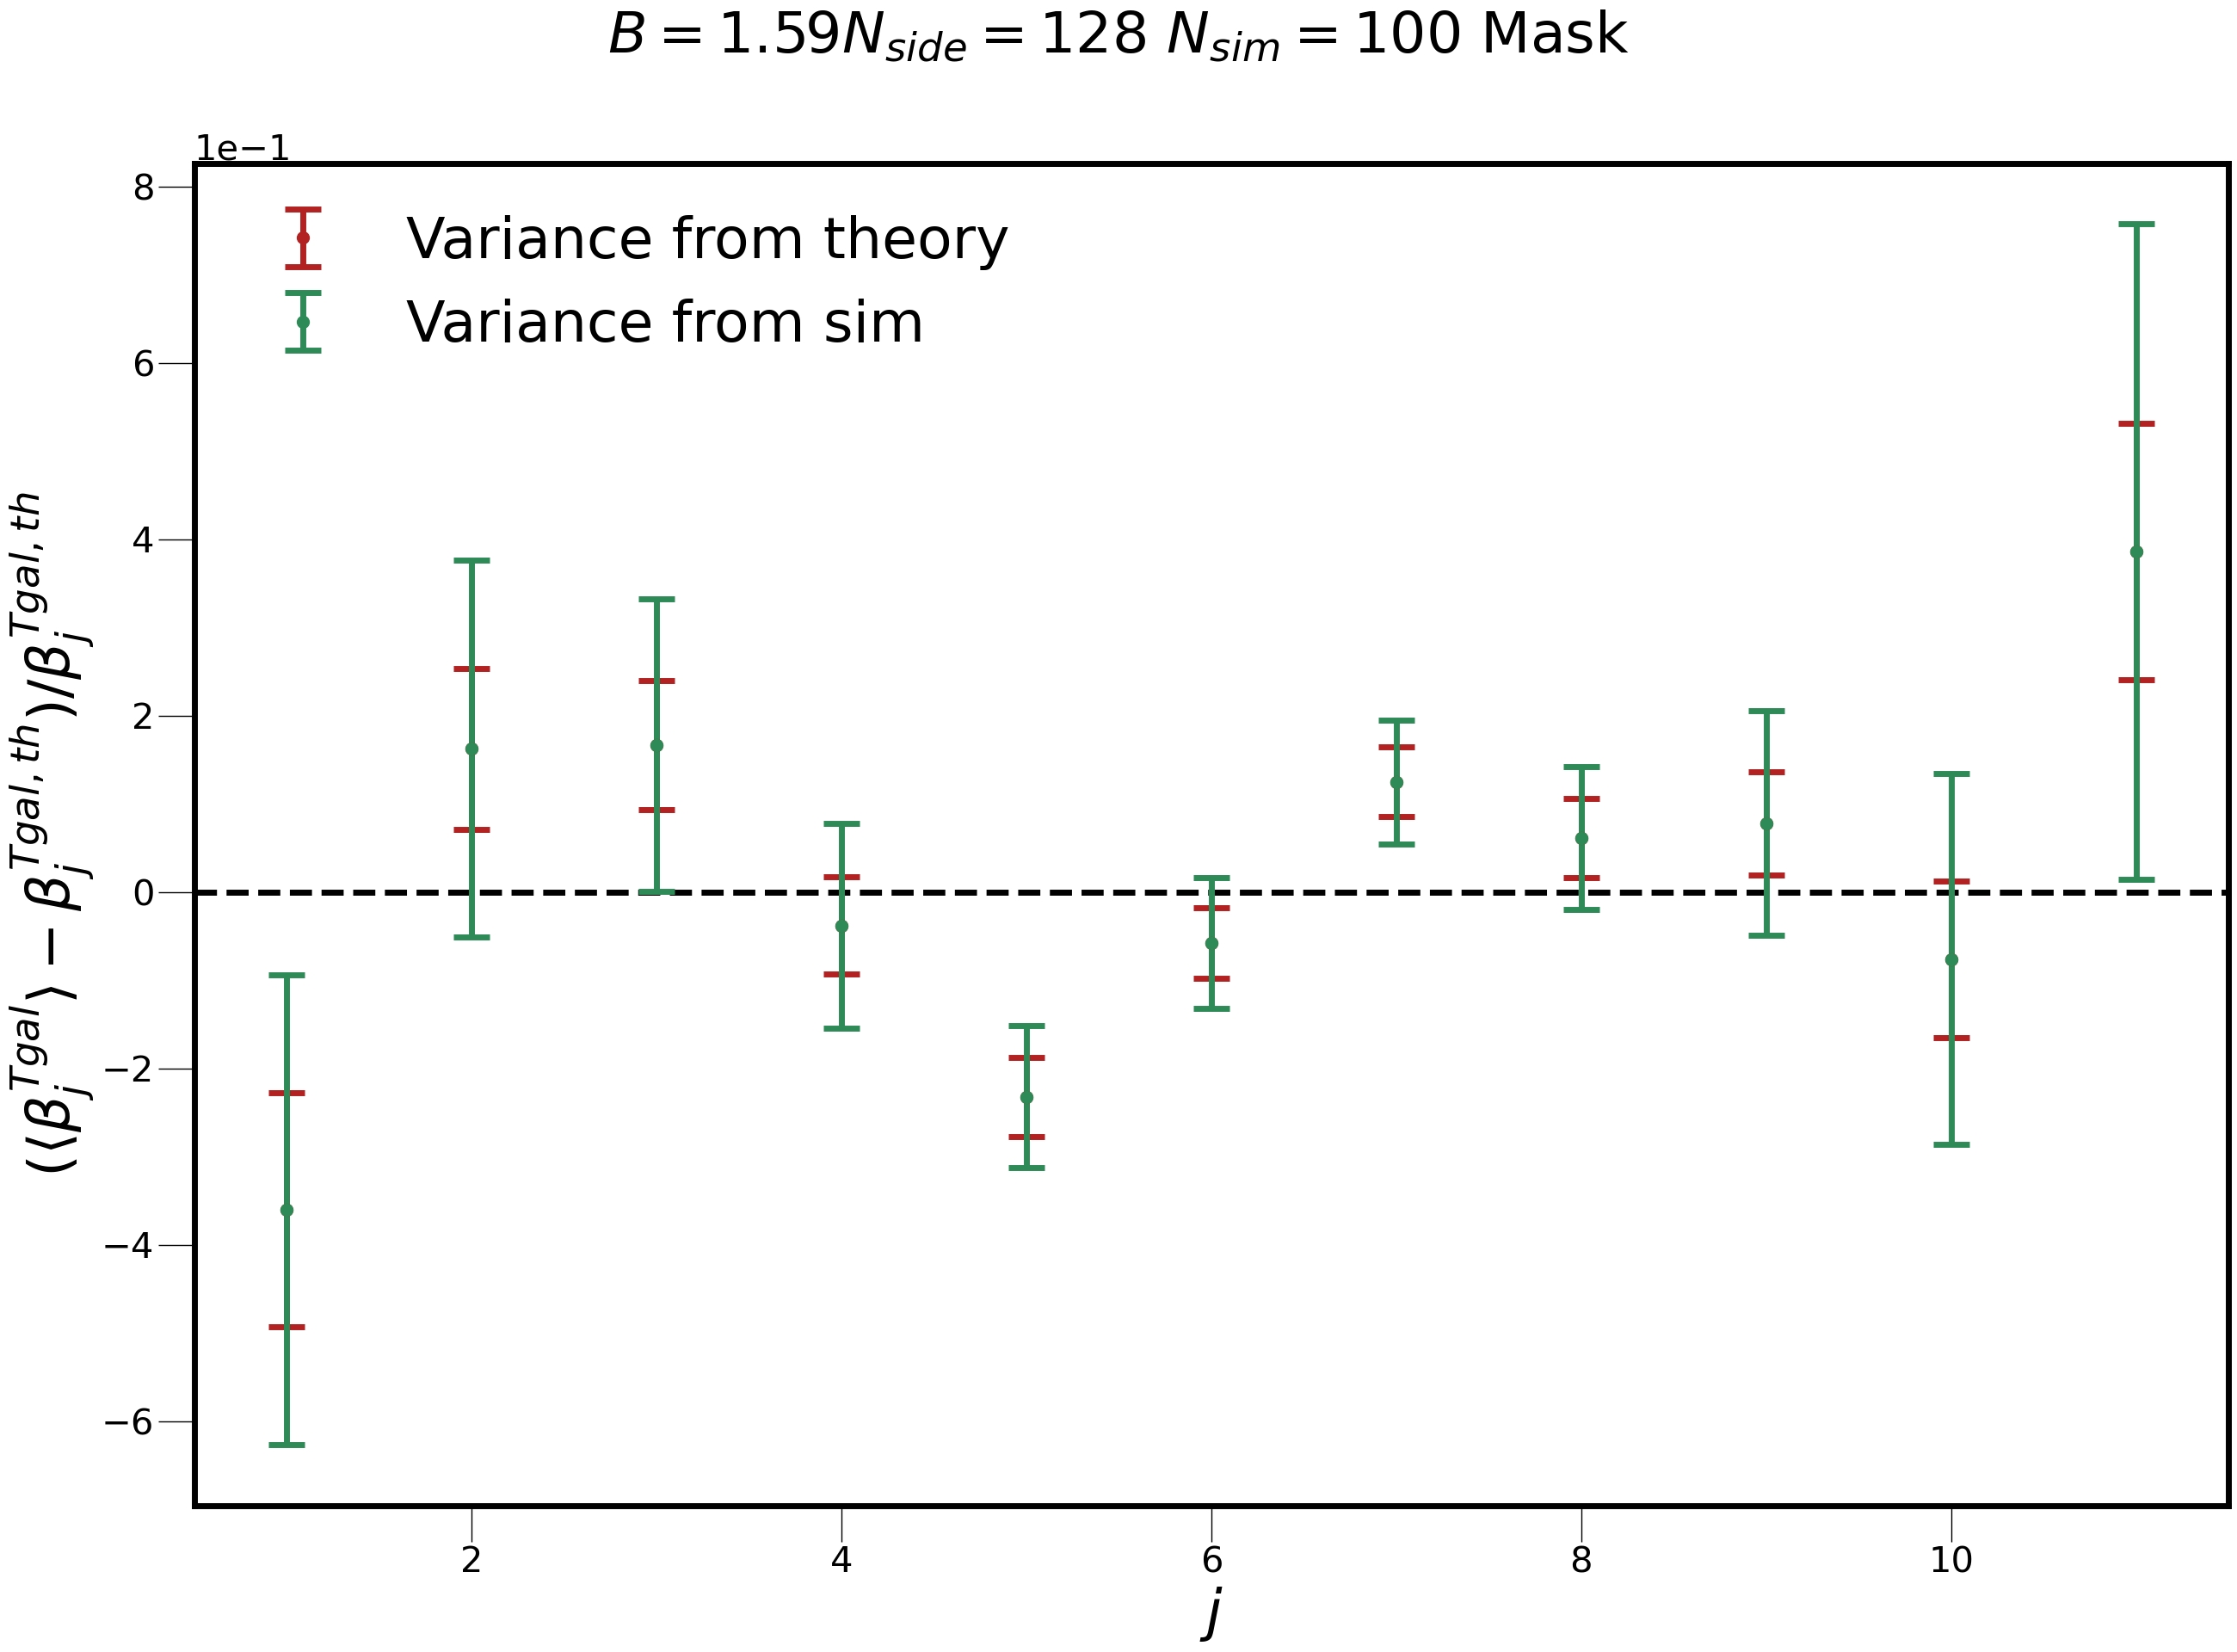 B = 1.59N_side = 128 N_sim = 100 Mask
1e−1
8
6
4
2
0
−2
−4
−6
(⟨β_j^{Tgal}⟩ − β_j^{Tgal, th})/β_j^{Tgal, th}
Variance from theory
Variance from sim
2 4 6 8 10
j